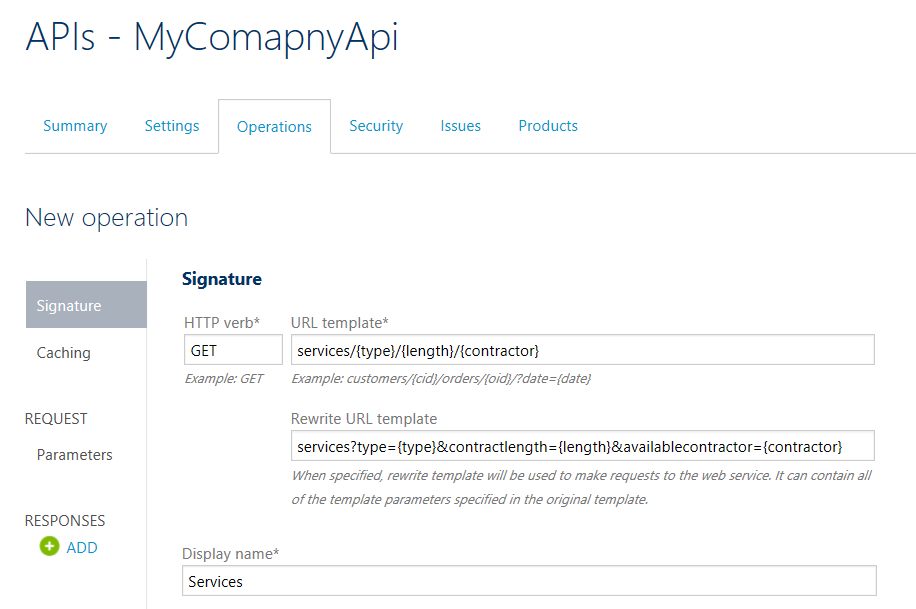 APIs - MyComapnyApi
Summary Settings Operations Security Issues Products
New operation
Signature
Caching
REQUEST
Parameters
RESPONSES
ADD
Signature
HTTP verb* URL template*
GET services/{type}/{length}/{contractor}
Example: GET Example: customers/{cid}/orders/{oid}/?date={date}
Rewrite URL template
services?type={type}&contractlength={length}&availablecontractor={contractor}
When specified, rewrite template will be used to make requests to the web service. It can contain all
of the template parameters specified in the original template.
Display name*
Services